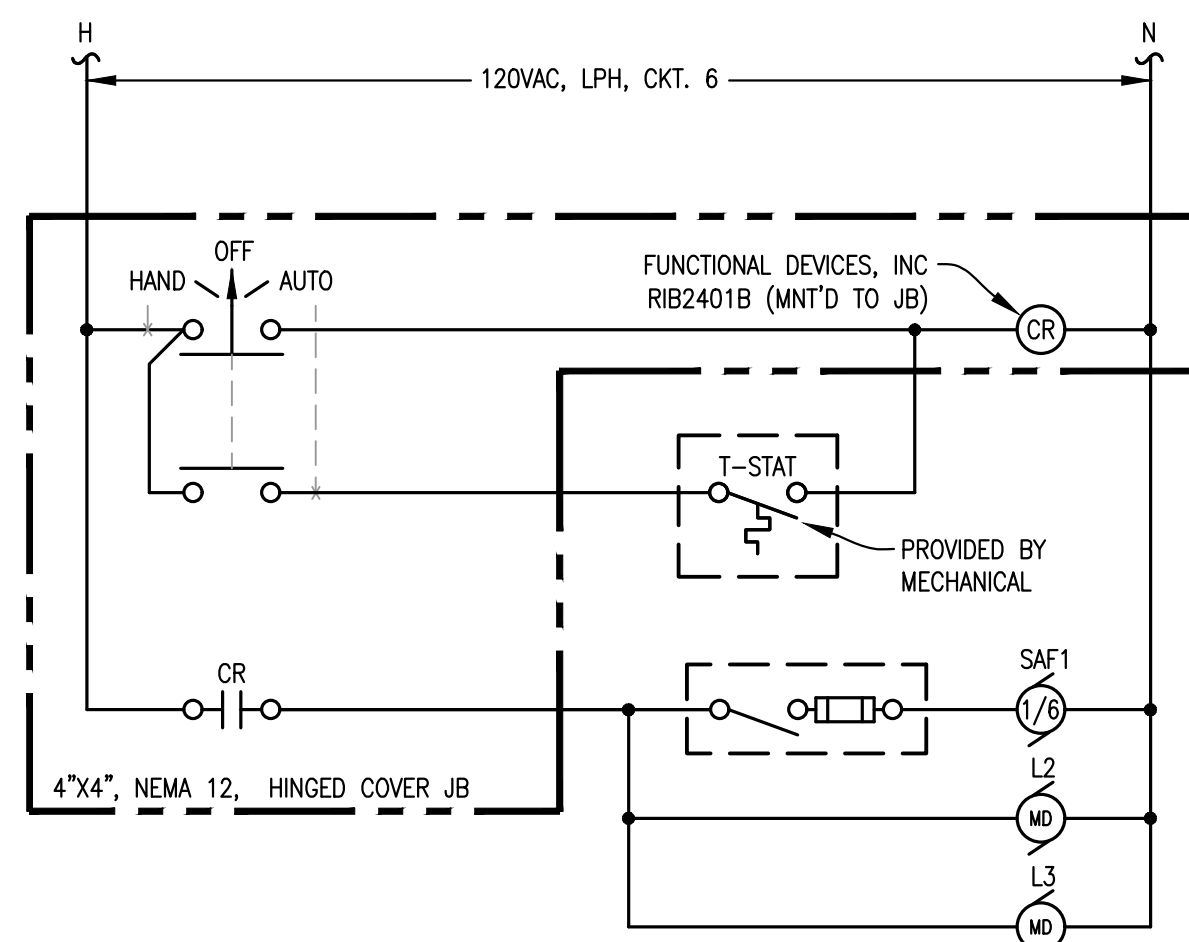 H
N
120VAC, LPH, CKT. 6
OFF
HAND
AUTO
FUNCTIONAL DEVICES, INC
RIB2401B (MNT'D TO JB)
CR
T-STAT
PROVIDED BY
MECHANICAL
CR
SAF1
1/6
4"X4", NEMA 12, HINGED COVER JB
L2
MD
L3
MD